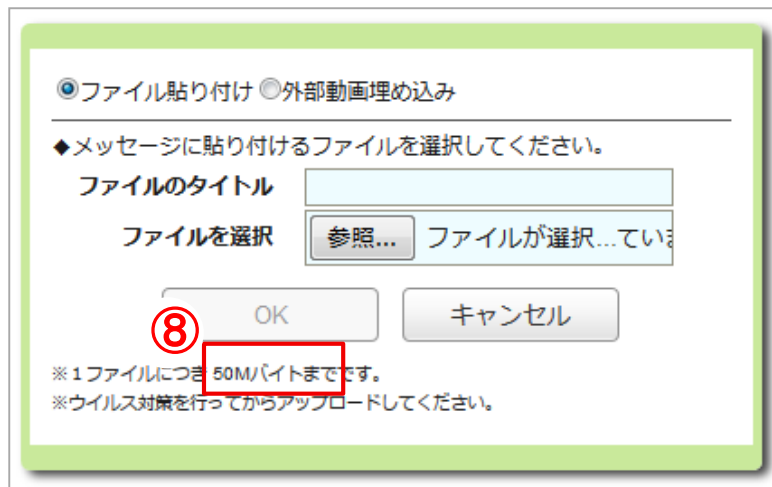 ファイル貼り付け 外部動画埋め込み
◆メッセージに貼り付けるファイルを選択してください。
ファイルのタイトル
ファイルを選択 参照... ファイルが選択...ていま
OK キャンセル
⑧
※1ファイルにつき 50Mバイトまでです。
※ウイルス対策を行ってからアップロードしてください。